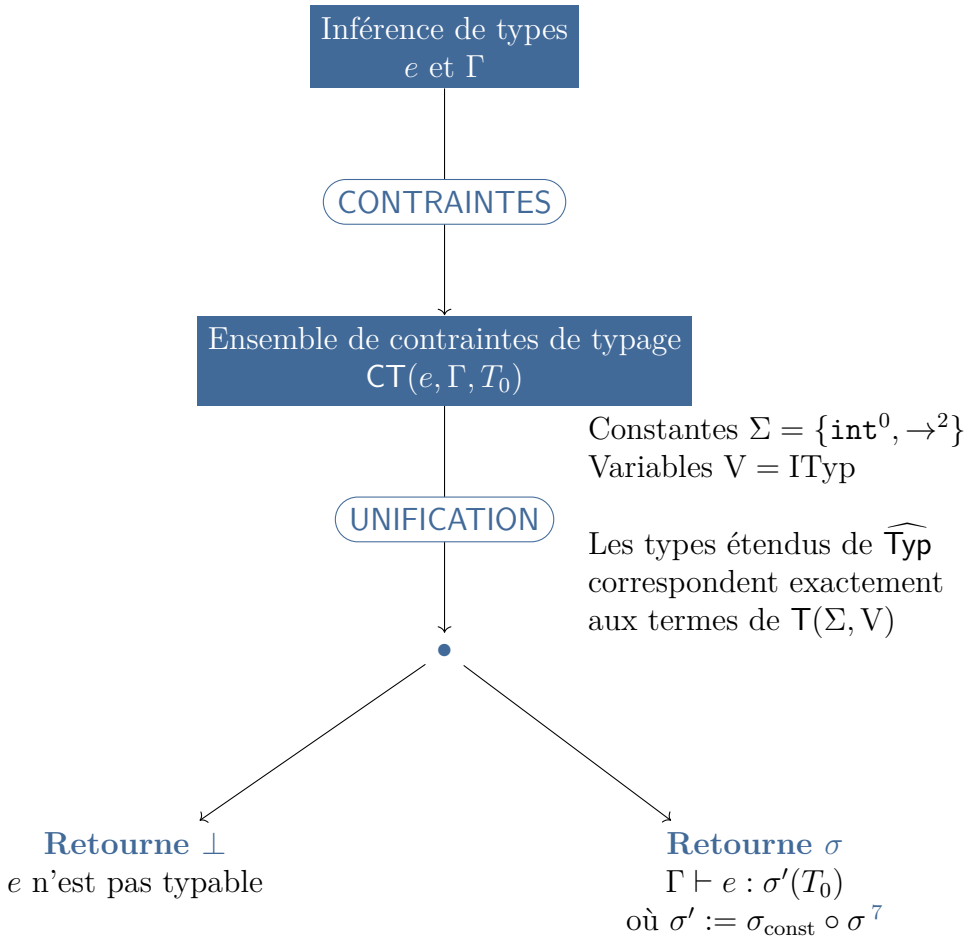 Inférence de types
e et Γ
CONTRAINTES
Ensemble de contraintes de typage
CT(e, Γ, T₀)
Constantes Σ = {int⁰, →²}
Variables V = ITyp
UNIFICATION
Les types étendus de \widehat{Typ}
correspondent exactement
aux termes de T(Σ, V)
Retourne ⊥
e n'est pas typable
Retourne σ
Γ ⊢ e : σ′(T₀)
où σ′ := σ_const ∘ σ ⁷